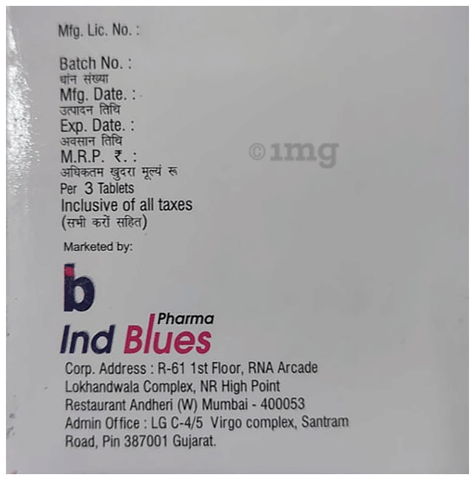 Mfg. Lic. No. :
Batch No. :
धांन संख्या
Mfg. Date. :
उत्पादन तिथि
Exp. Date. :
अवसान तिथि
M.R.P. ₹. :
अधिकतम खुदरा मूल्यं रू
Per 3 Tablets
Inclusive of all taxes
(सभी करों सहित)
©1mg
Marketed by:
ib
Pharma
Ind Blues
Corp. Address : R-61 1st Floor, RNA Arcade
Lokhandwala Complex, NR High Point
Restaurant Andheri (W) Mumbai - 400053
Admin Office : LG C-4/5 Virgo complex, Santram
Road, Pin 387001 Gujarat.